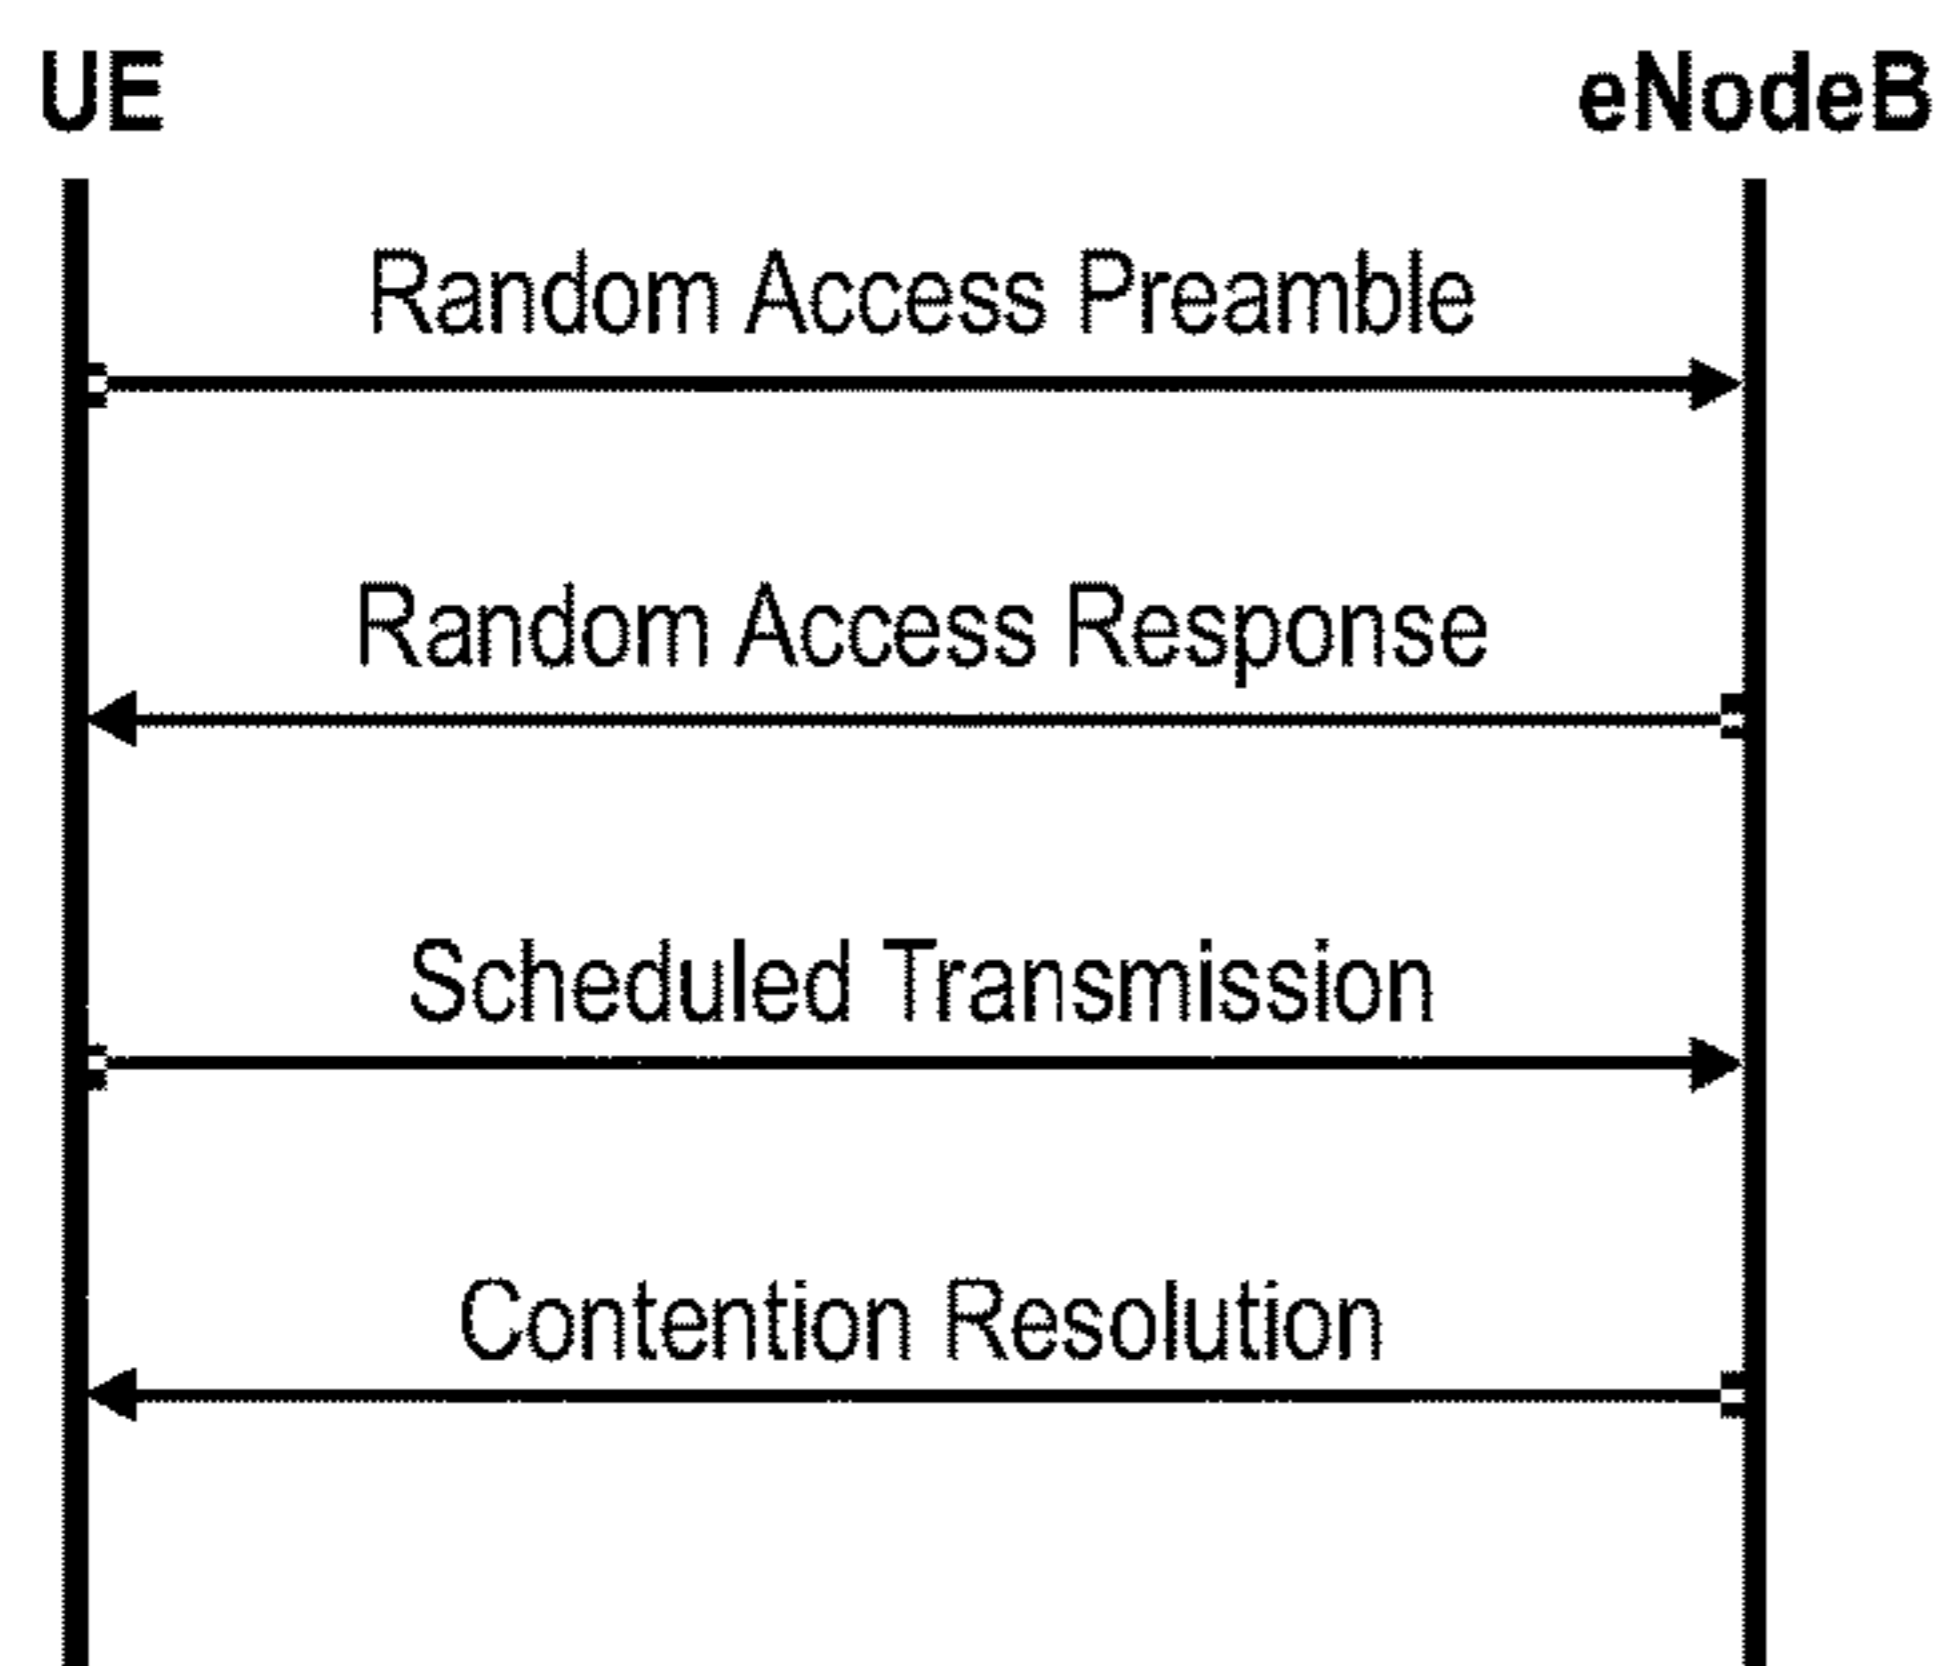 UE eNodeB
Random Access Preamble
Random Access Response
Scheduled Transmission
Contention Resolution